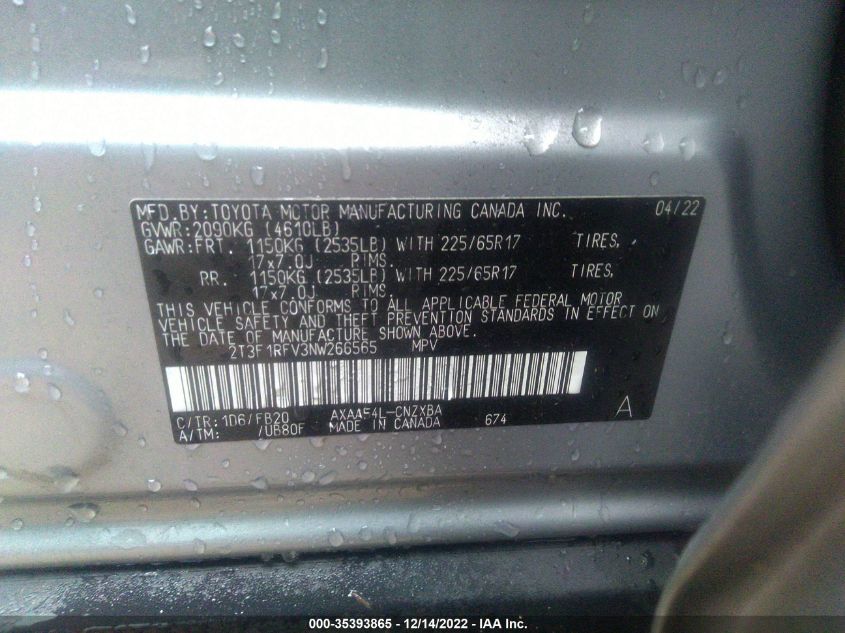 MFD.BY:TOYOTA MOTOR MANUFACTURING CANADA INC. 04/22
GVWR:2090KG (4610LB)
GAWR:FRT. 1150KG (2535LB) WITH 225/65R17 TIRES,
17x7.0J RIMS.
RR. 1150KG (2535LB) WITH 225/65R17 TIRES,
17x7.0J RIMS.
THIS VEHICLE CONFORMS TO ALL APPLICABLE FEDERAL MOTOR
VEHICLE SAFETY AND THEFT PREVENTION STANDARDS IN EFFECT ON
THE DATE OF MANUFACTURE SHOWN ABOVE.
2T3F1RFV3NW266565 MPV
C/TR:1D6/FB20 AXAA54L-CNZXBA
A/TM: /UB80F MADE IN CANADA 674 A
000-35393865 - 12/14/2022 - IAA Inc.